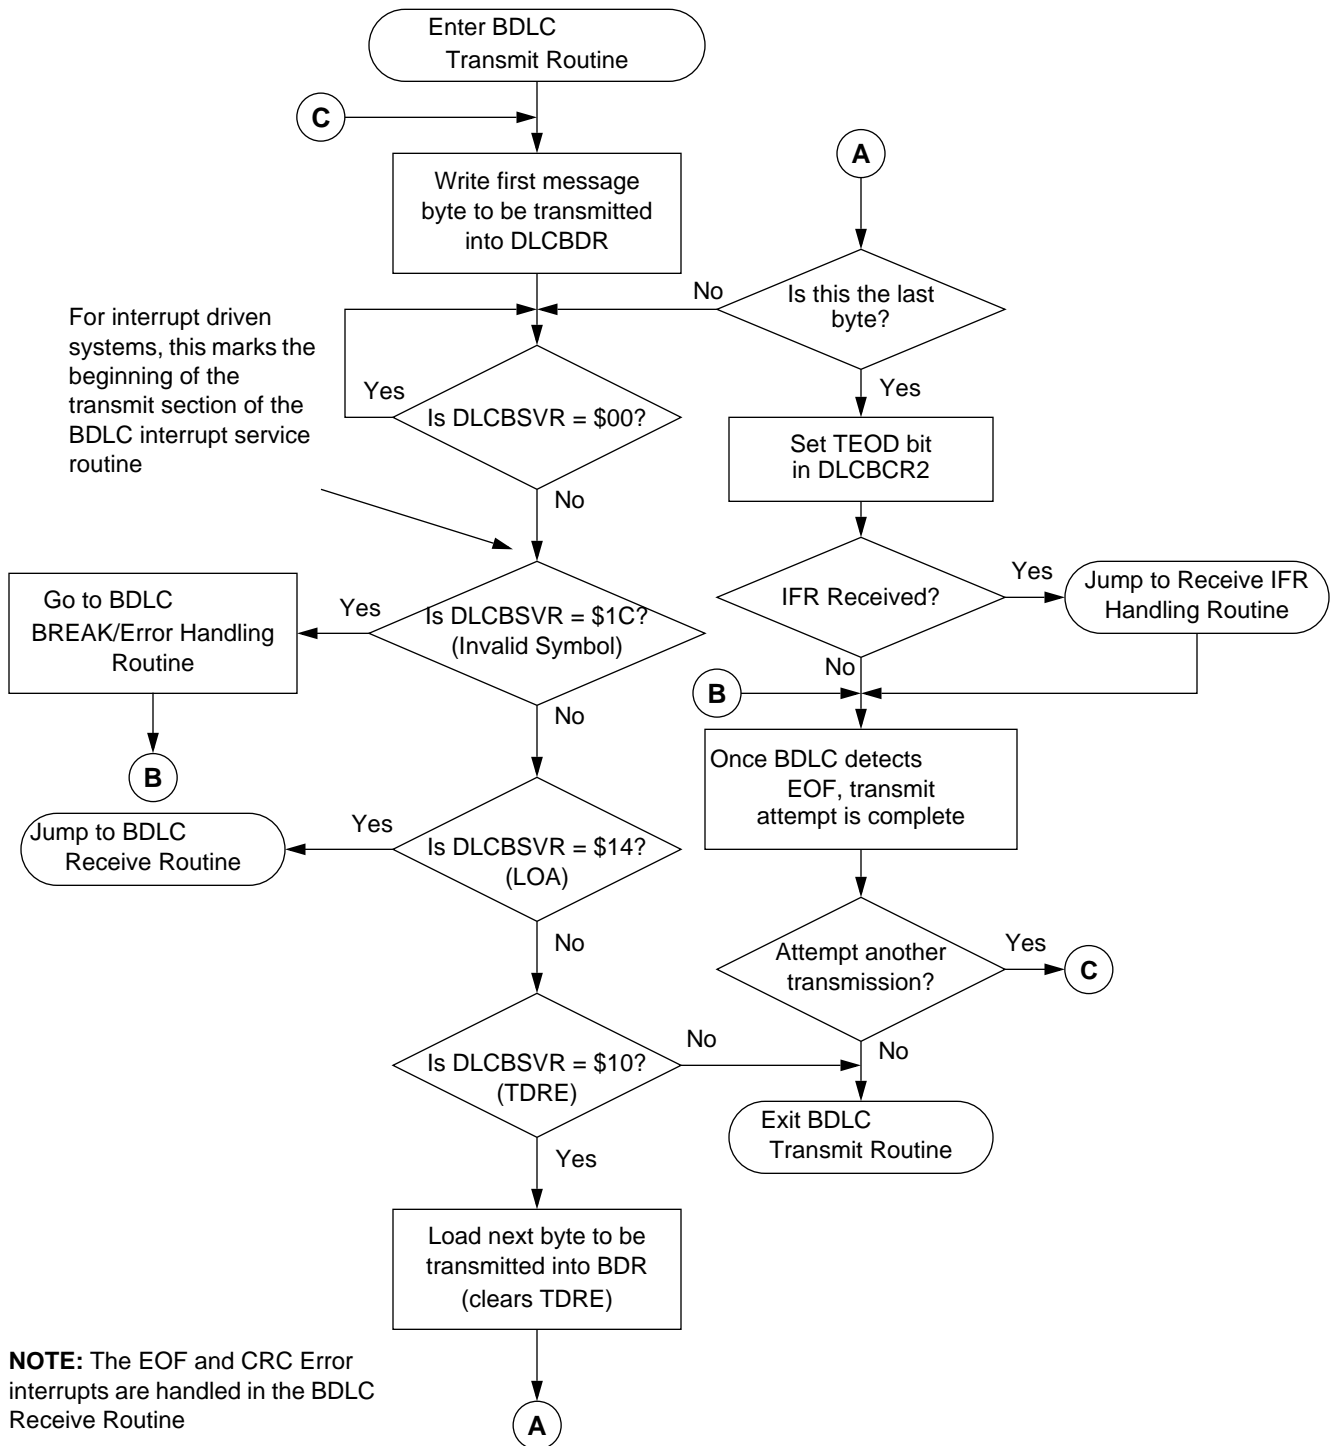 Enter BDLC
Transmit Routine
C
A
Write first message
byte to be transmitted
into DLCBDR
No
Is this the last
byte?
For interrupt driven
systems, this marks the
beginning of the
transmit section of the
BDLC interrupt service
routine
Yes
Is DLCBSVR = $00?
Yes
Set TEOD bit
in DLCBCR2
No
Go to BDLC
BREAK/Error Handling
Routine
Yes
Is DLCBSVR = $1C?
(Invalid Symbol)
IFR Received?
Yes
Jump to Receive IFR
Handling Routine
No
B
No
B
Once BDLC detects
EOF, transmit
attempt is complete
Jump to BDLC
Receive Routine
Yes
Is DLCBSVR = $14?
(LOA)
No
Attempt another
transmission?
Yes
C
Is DLCBSVR = $10?
(TDRE)
No
No
Exit BDLC
Transmit Routine
Yes
Load next byte to be
transmitted into BDR
(clears TDRE)
NOTE: The EOF and CRC Error
interrupts are handled in the BDLC
Receive Routine
A